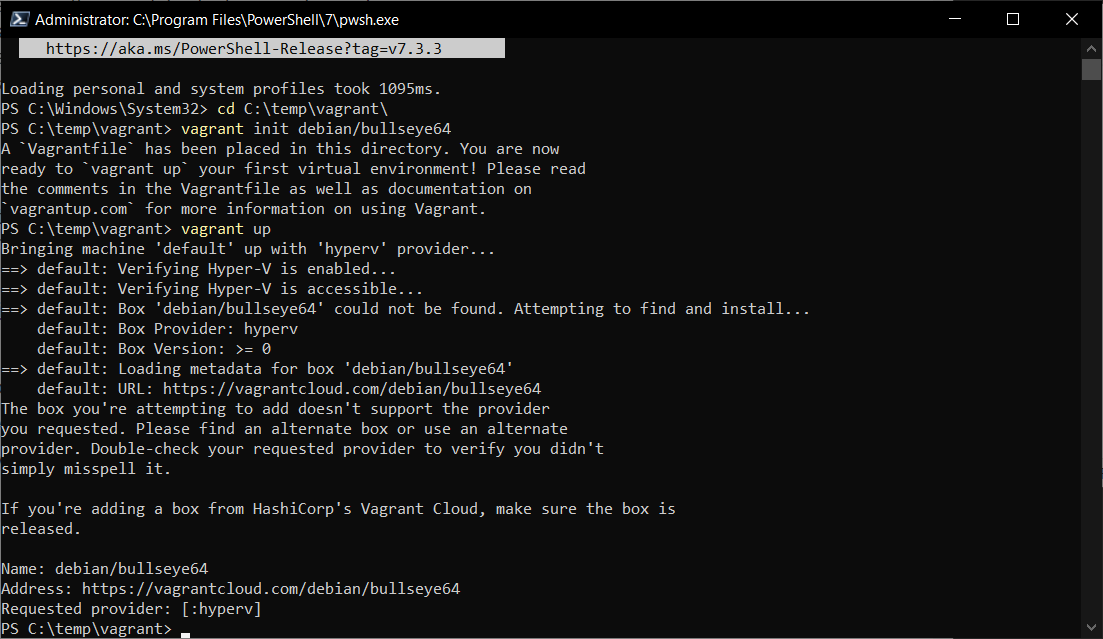 Administrator: C:\Program Files\PowerShell\7\pwsh.exe
https://aka.ms/PowerShell-Release?tag=v7.3.3
Loading personal and system profiles took 1095ms.
PS C:\Windows\System32> cd C:\temp\vagrant\
PS C:\temp\vagrant> vagrant init debian/bullseye64
A `Vagrantfile` has been placed in this directory. You are now
ready to `vagrant up` your first virtual environment! Please read
the comments in the Vagrantfile as well as documentation on
`vagrantup.com` for more information on using Vagrant.
PS C:\temp\vagrant> vagrant up
Bringing machine 'default' up with 'hyperv' provider...
==> default: Verifying Hyper-V is enabled...
==> default: Verifying Hyper-V is accessible...
==> default: Box 'debian/bullseye64' could not be found. Attempting to find and install...
    default: Box Provider: hyperv
    default: Box Version: >= 0
==> default: Loading metadata for box 'debian/bullseye64'
    default: URL: https://vagrantcloud.com/debian/bullseye64
The box you're attempting to add doesn't support the provider
you requested. Please find an alternate box or use an alternate
provider. Double-check your requested provider to verify you didn't
simply misspell it.
If you're adding a box from HashiCorp's Vagrant Cloud, make sure the box is
released.
Name: debian/bullseye64
Address: https://vagrantcloud.com/debian/bullseye64
Requested provider: [:hyperv]
PS C:\temp\vagrant>